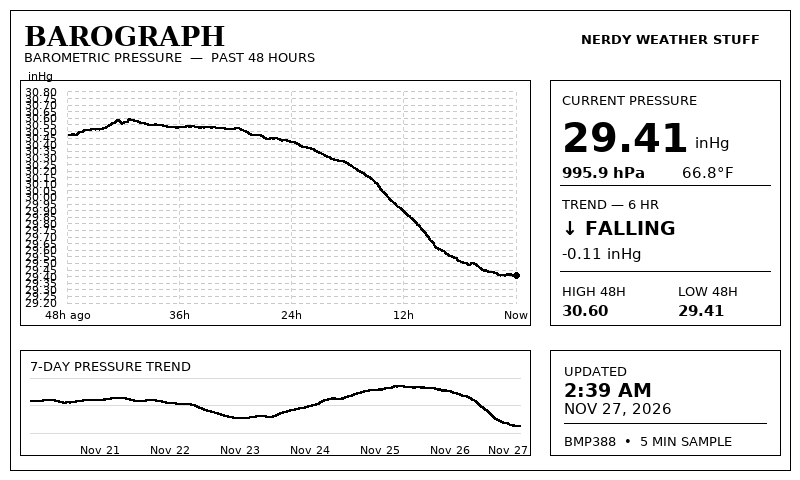 BAROGRAPH
BAROMETRIC PRESSURE — PAST 48 HOURS
NERDY WEATHER STUFF
inHg
30.80
30.75
30.70
30.65
30.60
30.55
30.50
30.45
30.40
30.35
30.30
30.25
30.20
30.15
30.10
30.05
30.00
29.95
29.90
29.85
29.80
29.75
29.70
29.65
29.60
29.55
29.50
29.45
29.40
29.35
29.30
29.25
29.20
48h ago 36h 24h 12h Now
CURRENT PRESSURE
29.41 inHg
995.9 hPa 66.8°F
TREND — 6 HR
↓ FALLING
-0.11 inHg
HIGH 48H LOW 48H
30.60 29.41
7-DAY PRESSURE TREND
Nov 21 Nov 22 Nov 23 Nov 24 Nov 25 Nov 26 Nov 27
UPDATED
2:39 AM
NOV 27, 2026
BMP388 • 5 MIN SAMPLE